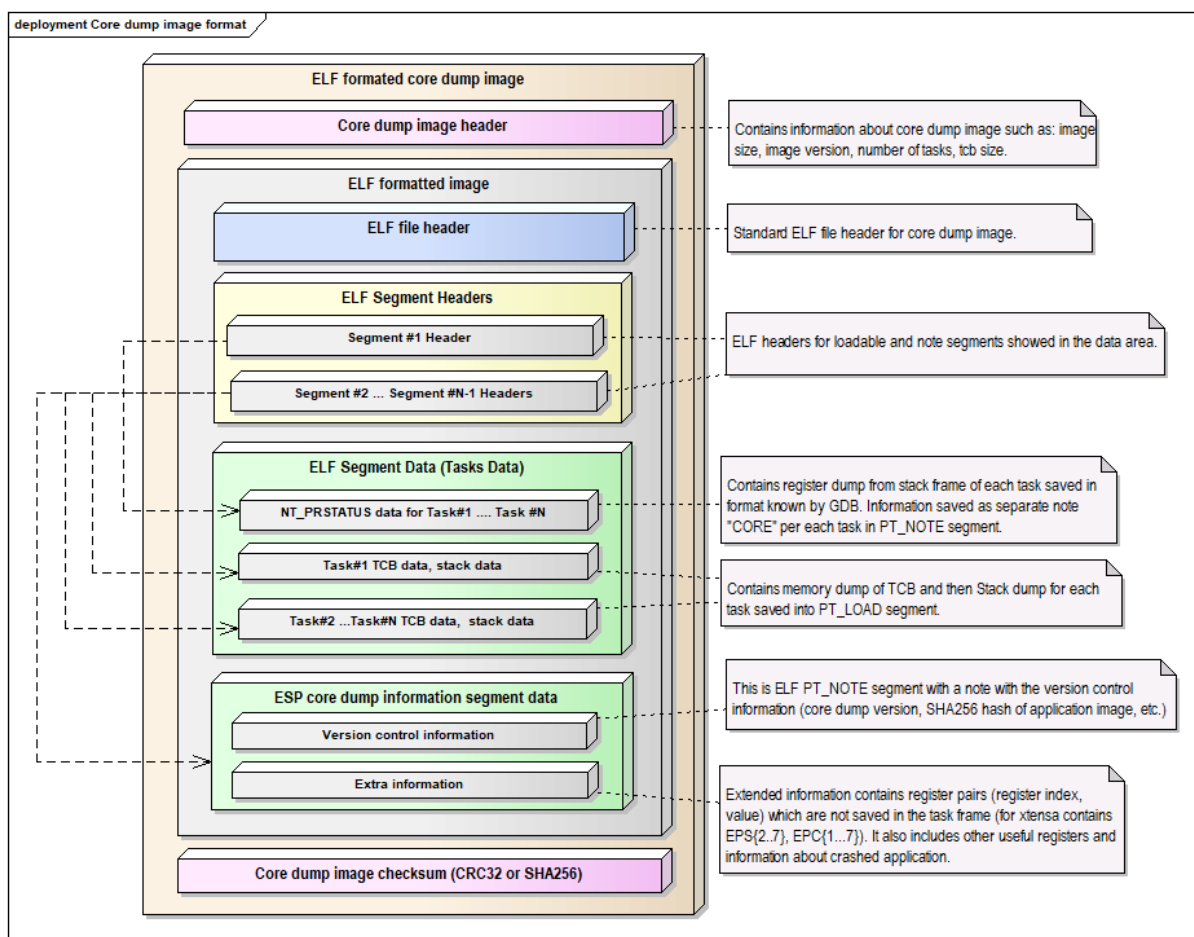 deployment Core dump image format
ELF formated core dump image
Core dump image header
Contains information about core dump image such as: image
size, image version, number of tasks, tcb size.
ELF formatted image
ELF file header
Standard ELF file header for core dump image.
ELF Segment Headers
Segment #1 Header
ELF headers for loadable and note segments showed in the data area.
Segment #2 ... Segment #N-1 Headers
ELF Segment Data (Tasks Data)
NT_PRSTATUS data for Task#1 .... Task #N
Contains register dump from stack frame of each task saved in
format known by GDB. Information saved as separate note
"CORE" per each task in PT_NOTE segment.
Task#1 TCB data, stack data
Task#2 ...Task#N TCB data, stack data
Contains memory dump of TCB and then Stack dump for each
task saved into PT_LOAD segment.
ESP core dump information segment data
Version control information
This is ELF PT_NOTE segment with a note with the version control
information (core dump version, SHA256 hash of application image, etc.)
Extra information
Extended information contains register pairs (register index,
value) which are not saved in the task frame (for xtensa contains
EPS{2..7}, EPC{1...7}). It also includes other useful registers and
information about crashed application.
Core dump image checksum (CRC32 or SHA256)